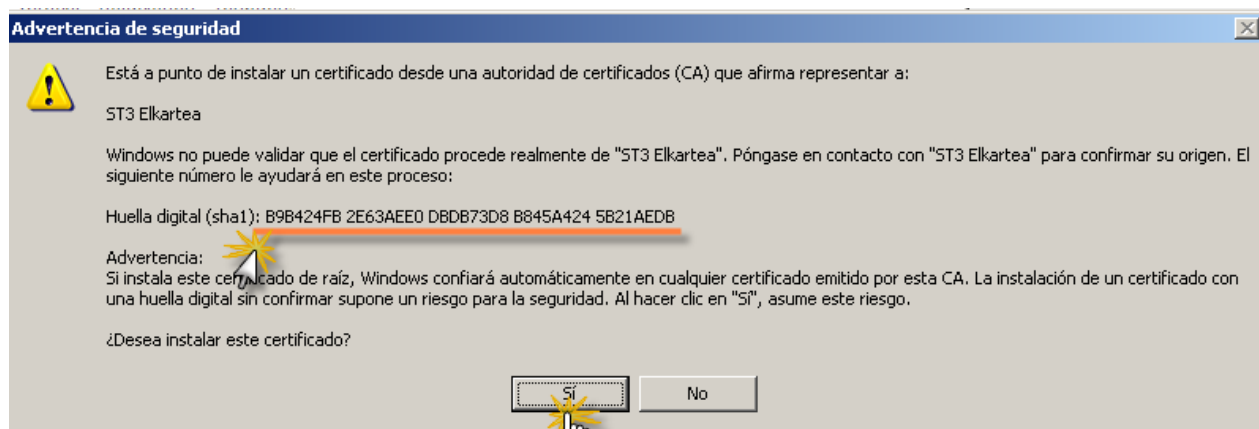 Advertencia de seguridad
Está a punto de instalar un certificado desde una autoridad de certificados (CA) que afirma representar a:
ST3 Elkartea
Windows no puede validar que el certificado procede realmente de "ST3 Elkartea". Póngase en contacto con "ST3 Elkartea" para confirmar su origen. El
siguiente número le ayudará en este proceso:
Huella digital (sha1): B9B424FB 2E63AEE0 DBDB73D8 B845A424 5B21AEDB
Advertencia:
Si instala este certificado de raíz, Windows confiará automáticamente en cualquier certificado emitido por esta CA. La instalación de un certificado con
una huella digital sin confirmar supone un riesgo para la seguridad. Al hacer clic en "Sí", asume este riesgo.
¿Desea instalar este certificado?
Sí
No